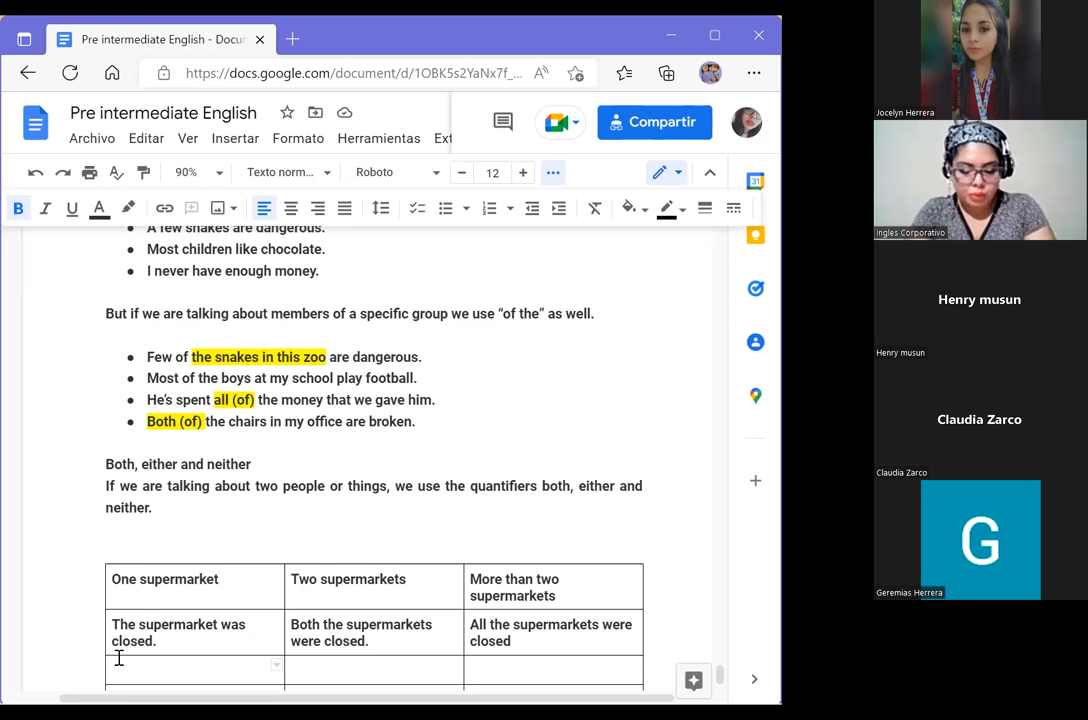 Pre intermediate English - Docur
https://docs.google.com/document/d/1OBK5s2YaNx7f_...
Pre intermediate English
Archivo Editar Ver Insertar Formato Herramientas Ext
Compartir
90% Texto norm... Roboto 12
A few snakes are dangerous.
Most children like chocolate.
I never have enough money.
But if we are talking about members of a specific group we use “of the” as well.
Few of the snakes in this zoo are dangerous.
Most of the boys at my school play football.
He’s spent all (of) the money that we gave him.
Both (of) the chairs in my office are broken.
Both, either and neither
If we are talking about two people or things, we use the quantifiers both, either and
neither.
One supermarket
Two supermarkets
More than two
supermarkets
The supermarket was
closed.
Both the supermarkets
were closed.
All the supermarkets were
closed
Jocelyn Herrera
Ingles Corporativo
Henry musun
Henry musun
Claudia Zarco
Claudia Zarco
G
Geremias Herrera